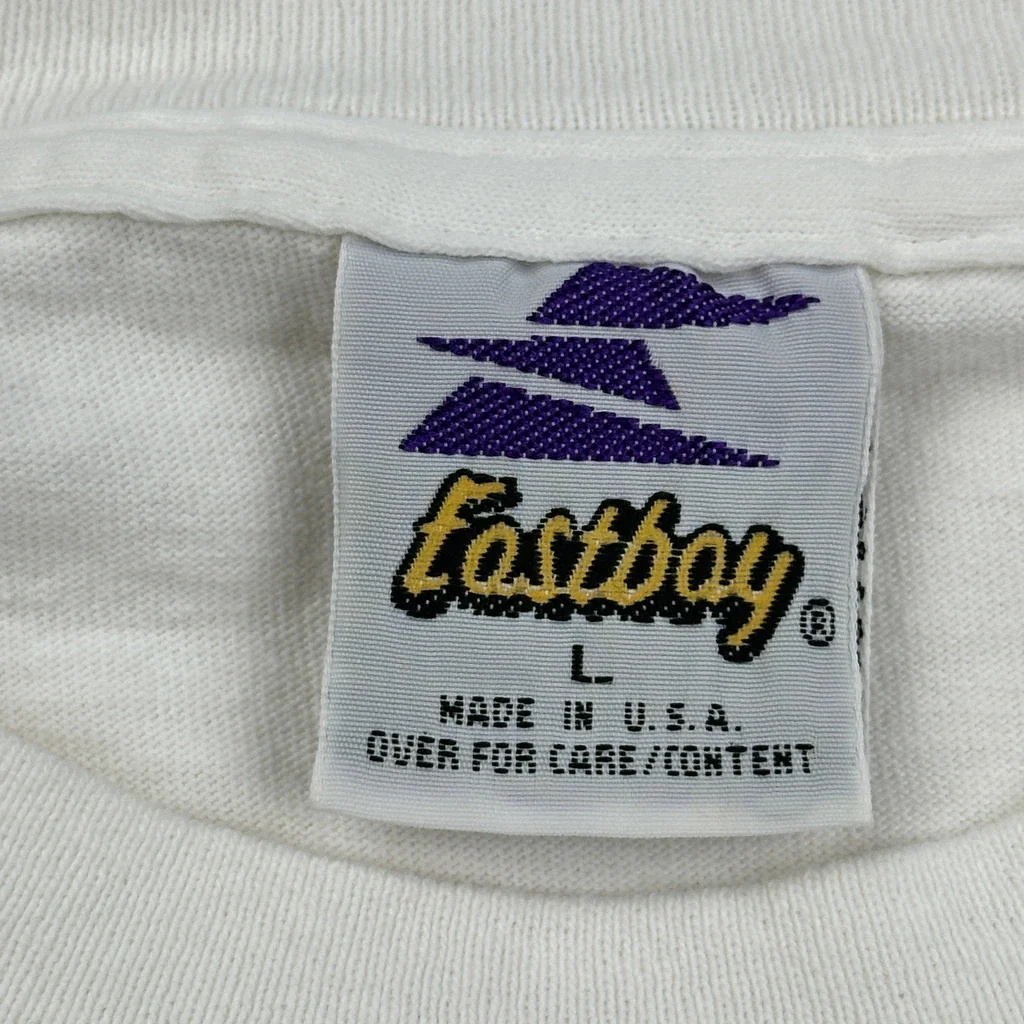 Eastbay®
L
MADE IN U.S.A.
OVER FOR CARE/CONTENT